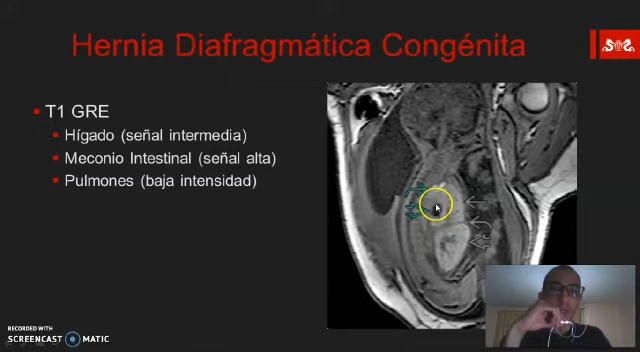 Hernia Diafragmática Congénita
T1 GRE
Hígado (señal intermedia)
Meconio Intestinal (señal alta)
Pulmones (baja intensidad)
RECORDED WITH
SCREENCAST MATIC